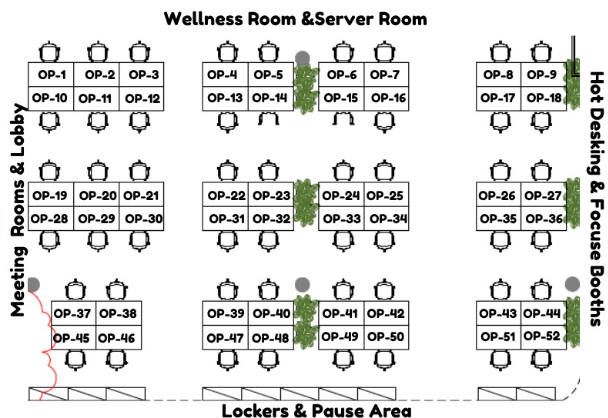 Wellness Room &Server Room
OP-1 OP-2 OP-3 OP-4 OP-5 OP-6 OP-7 OP-8 OP-9
OP-10 OP-11 OP-12 OP-13 OP-14 OP-15 OP-16 OP-17 OP-18
Meeting Rooms & Lobby
Hot Desking & Focuse Booths
OP-19 OP-20 OP-21 OP-22 OP-23 OP-24 OP-25 OP-26 OP-27
OP-28 OP-29 OP-30 OP-31 OP-32 OP-33 OP-34 OP-35 OP-36
OP-37 OP-38 OP-39 OP-40 OP-41 OP-42 OP-43 OP-44
OP-45 OP-46 OP-47 OP-48 OP-49 OP-50 OP-51 OP-52
Lockers & Pause Area